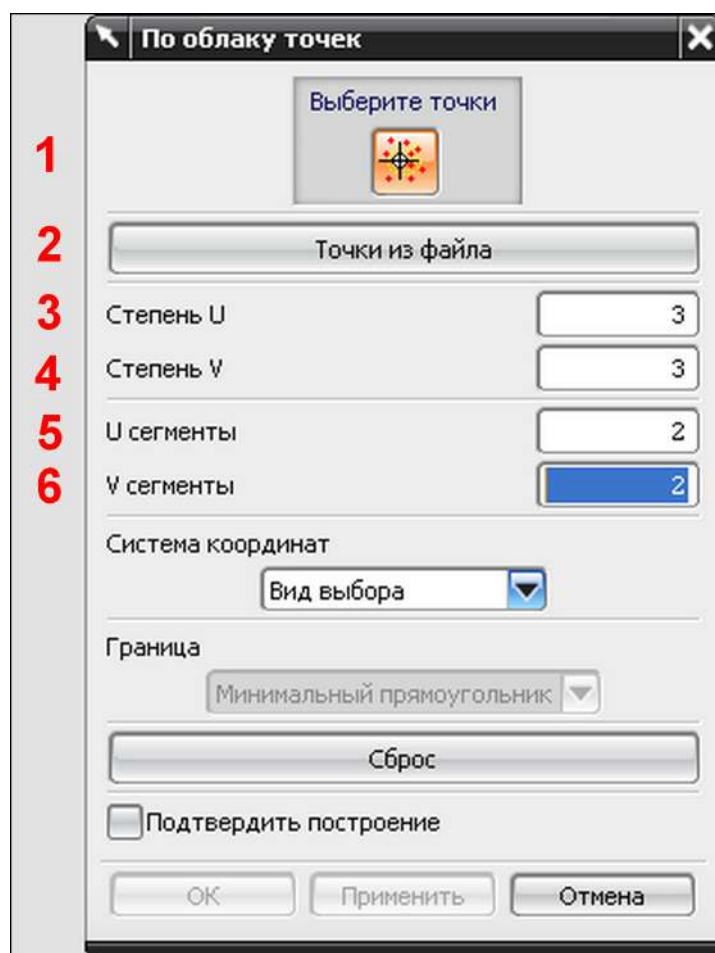 По облаку точек
Выберите точки
1
2
Точки из файла
3
Степень U
3
4
Степень V
3
5
U сегменты
2
6
V сегменты
2
Система координат
Вид выбора
Граница
Минимальный прямоугольник
Сброс
Подтвердить построение
ОК
Применить
Отмена